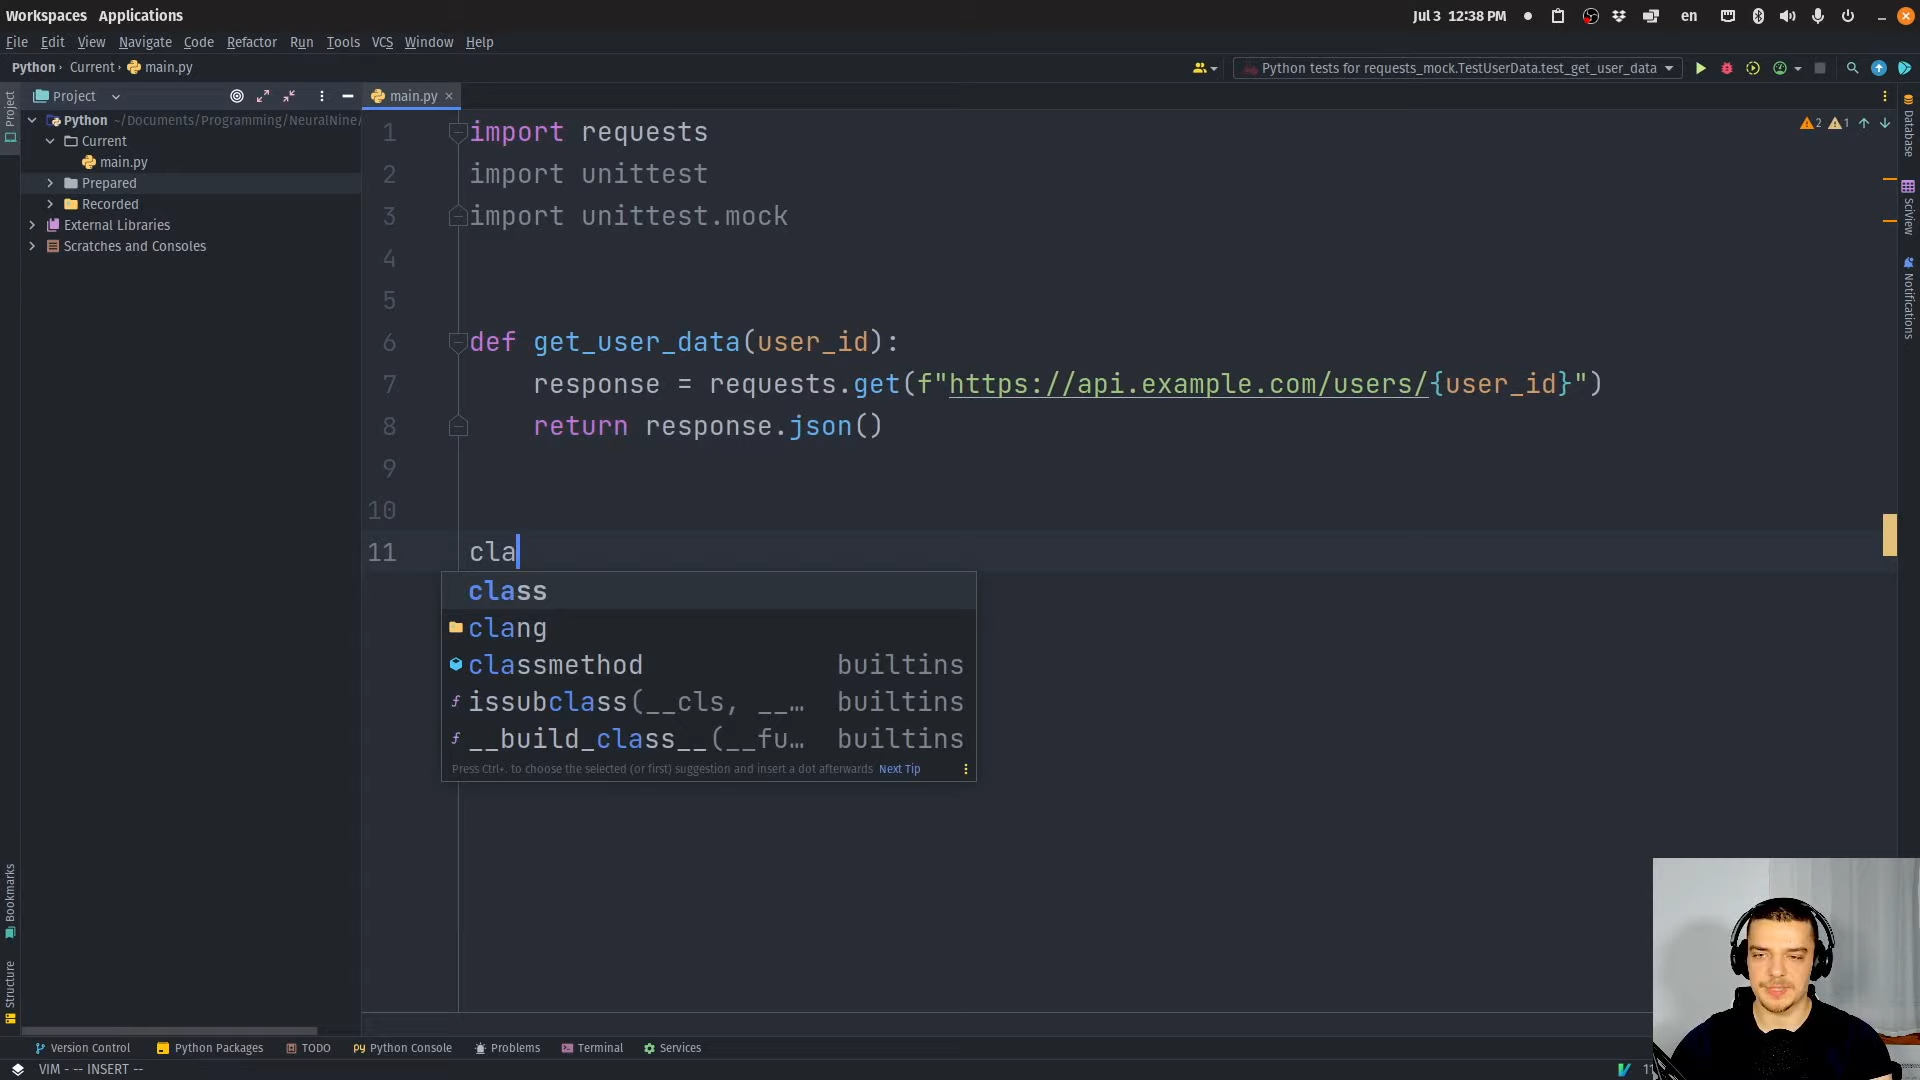 Workspaces Applications
Jul 3 12:38 PM
en
File Edit View Navigate Code Refactor Run Tools VCS Window Help
Python Current main.py
Python tests for requests_mock.TestUserData.test_get_user_data
Project
Project
main.py
Python ~/Documents/Programming/NeuralNine/
Current
main.py
Prepared
Recorded
External Libraries
Scratches and Consoles
2 1
Database
SciView
Notifications
1 import requests
2 import unittest
3 import unittest.mock
4
5
6 def get_user_data(user_id):
7 response = requests.get(f"https://api.example.com/users/{user_id}")
8 return response.json()
9
10
11 cla
class
clang
classmethod builtins
issubclass(__cls, __… builtins
__build_class__(__fu… builtins
Press Ctrl+. to choose the selected (or first) suggestion and insert a dot afterwards Next Tip
Bookmarks
Structure
Version Control Python Packages TODO Python Console Problems Terminal Services
VIM - -- INSERT --